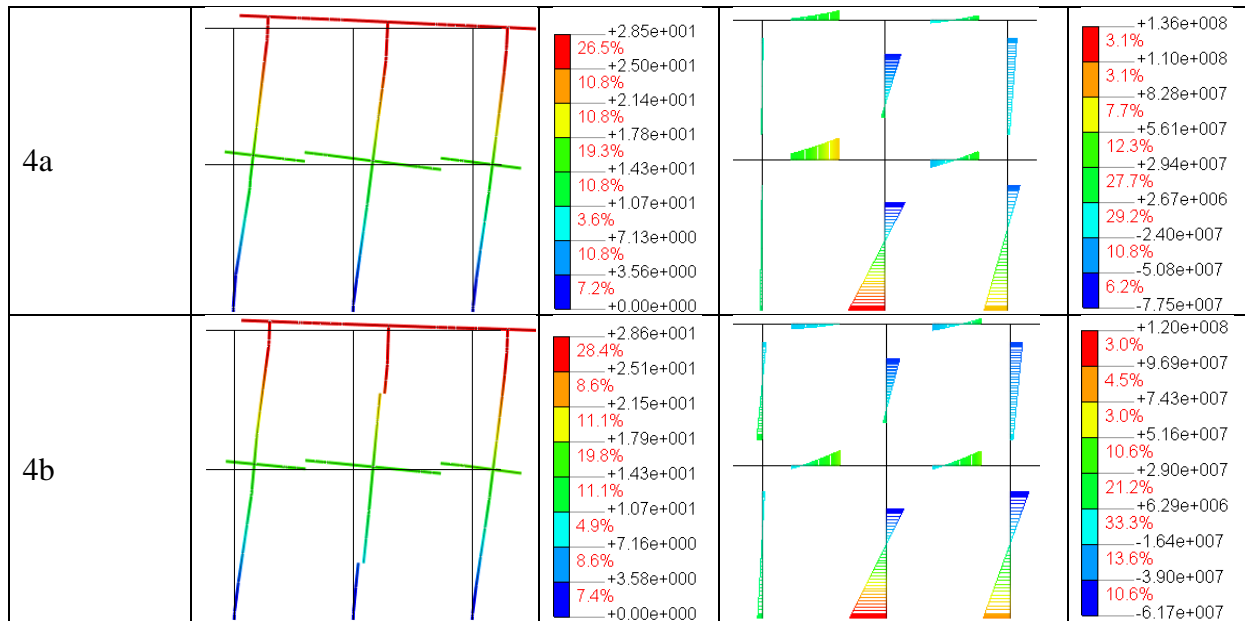 4a
+2.85e+001
26.5%
+2.50e+001
10.8%
+2.14e+001
10.8%
+1.78e+001
19.3%
+1.43e+001
10.8%
+1.07e+001
3.6%
+7.13e+000
10.8%
+3.56e+000
7.2%
+0.00e+000
+1.36e+008
3.1%
+1.10e+008
3.1%
+8.28e+007
7.7%
+5.61e+007
12.3%
+2.94e+007
27.7%
+2.67e+006
29.2%
-2.40e+007
10.8%
-5.08e+007
6.2%
-7.75e+007
4b
+2.86e+001
28.4%
+2.51e+001
8.6%
+2.15e+001
11.1%
+1.79e+001
19.8%
+1.43e+001
11.1%
+1.07e+001
4.9%
+7.16e+000
8.6%
+3.58e+000
7.4%
+0.00e+000
+1.20e+008
3.0%
+9.69e+007
4.5%
+7.43e+007
3.0%
+5.16e+007
10.6%
+2.90e+007
21.2%
+6.29e+006
33.3%
-1.64e+007
13.6%
-3.90e+007
10.6%
-6.17e+007